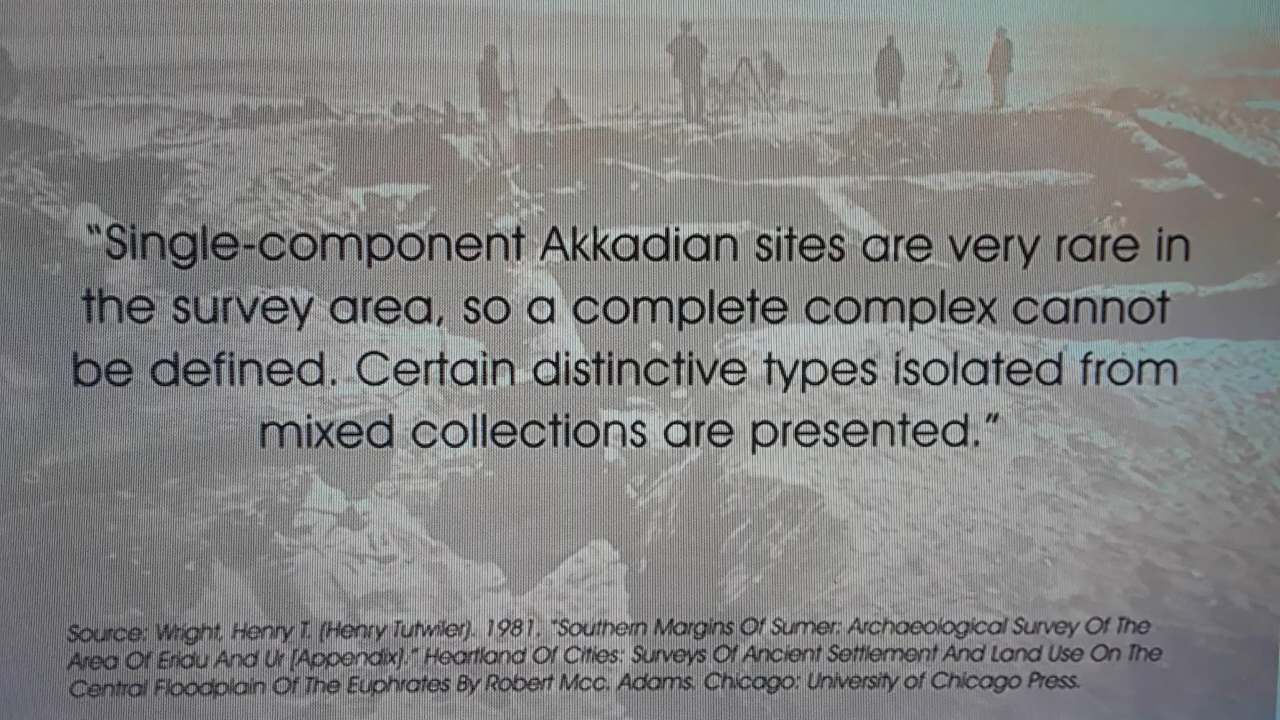 "Single-component Akkadian sites are very rare in
the survey area, so a complete complex cannot
be defined. Certain distinctive types isolated from
mixed collections are presented."
Source: Wright, Henry T. (Henry Tutwiler). 1981. "Southern Margins Of Sumer: Archaeological Survey Of The
Area Of Eridu And Ur [Appendix]." Heartland Of Cities: Surveys Of Ancient Settlement And Land Use On The
Central Floodplain Of The Euphrates By Robert Mcc. Adams. Chicago: University of Chicago Press.